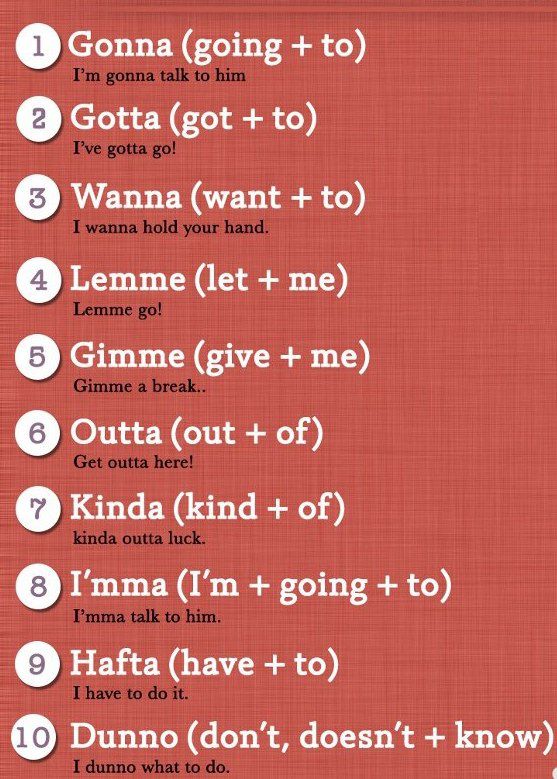 1 Gonna (going + to)
I'm gonna talk to him
2 Gotta (got + to)
I've gotta go!
3 Wanna (want + to)
I wanna hold your hand.
4 Lemme (let + me)
Lemme go!
5 Gimme (give + me)
Gimme a break..
6 Outta (out + of)
Get outta here!
7 Kinda (kind + of)
kinda outta luck.
8 I'mma (I'm + going + to)
I'mma talk to him.
9 Hafta (have + to)
I have to do it.
10 Dunno (don't, doesn't + know)
I dunno what to do.